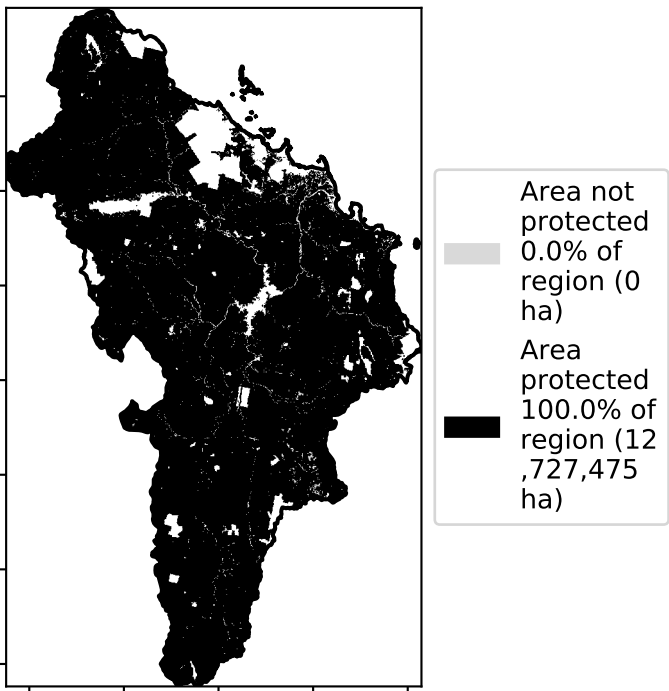 Area not
protected
0.0% of
region (0
ha)
Area
protected
100.0% of
region (12
,727,475
ha)